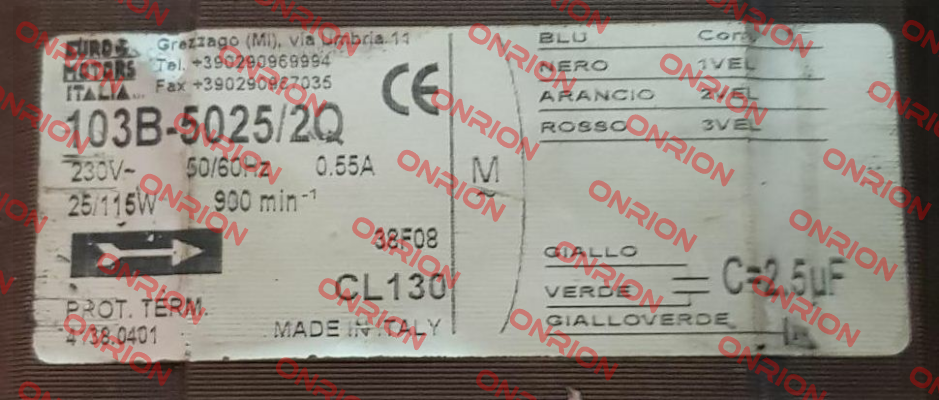 EURO
MOTORS
ITALIA
Grezzago (MI), via Umbria 11
Tel. +390290969994
Fax +390290967035
CE
103B-5025/2Q
230V~ 50/60Hz 0.55A
25/115W 900 min⁻¹
38F08
CL130
PROT. TERM.
4738.0401
MADE IN ITALY
M
~
BLU Com
NERO 1VEL
ARANCIO 2VEL
ROSSO 3VEL
GIALLO
VERDE
C=2,5uF
GIALLOVERDE
ONRION